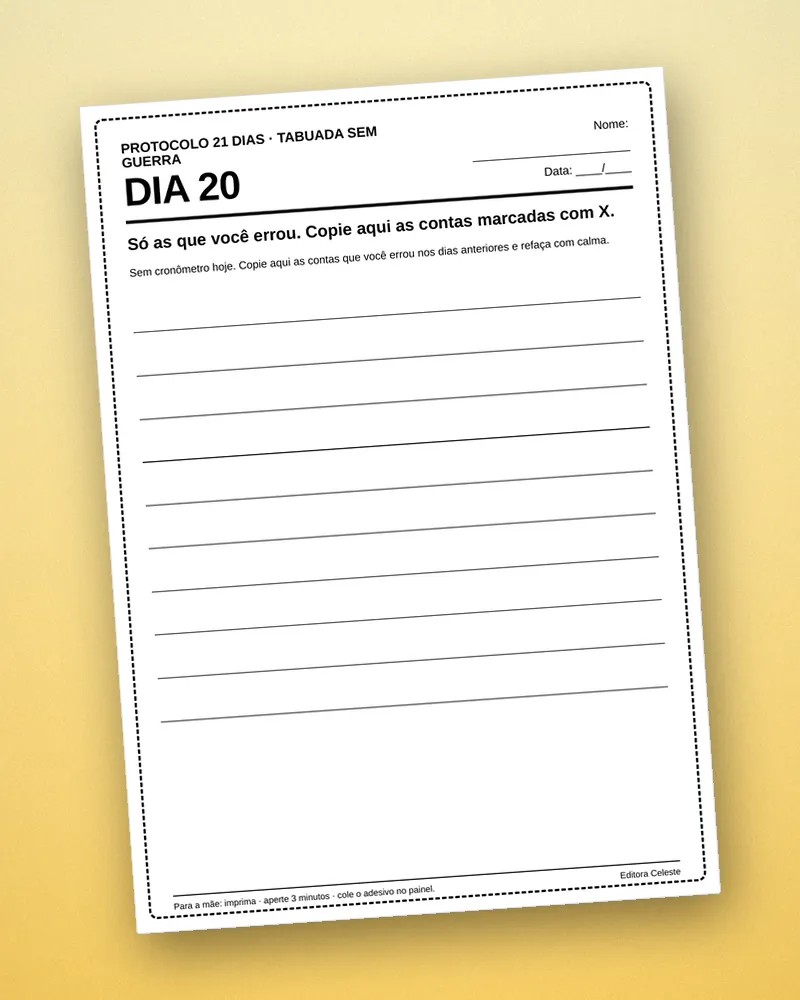 PROTOCOLO 21 DIAS · TABUADA SEM
GUERRA
DIA 20
Nome:
Data: ____/____
Só as que você errou. Copie aqui as contas marcadas com X.
Sem cronômetro hoje. Copie aqui as contas que você errou nos dias anteriores e refaça com calma.
Para a mãe: imprima · aperte 3 minutos · cole o adesivo no painel.
Editora Celeste